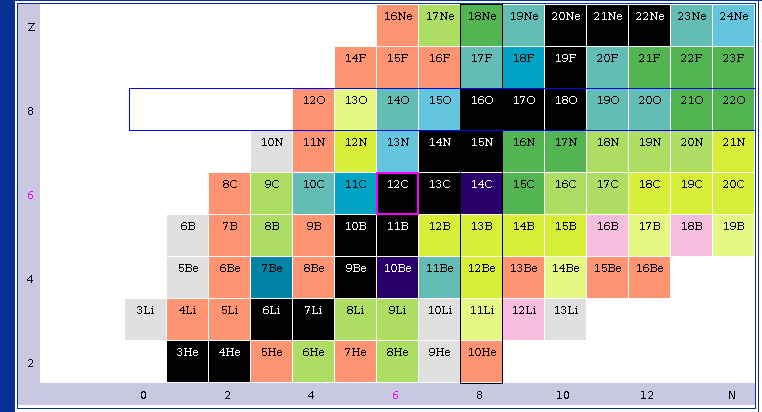 Z 16Ne 17Ne 18Ne 19Ne 20Ne 21Ne 22Ne 23Ne 24Ne
14F 15F 16F 17F 18F 19F 20F 21F 22F 23F
8 12O 13O 14O 15O 16O 17O 18O 19O 20O 21O 22O
10N 11N 12N 13N 14N 15N 16N 17N 18N 19N 20N 21N
6 8C 9C 10C 11C 12C 13C 14C 15C 16C 17C 18C 19C 20C
6B 7B 8B 9B 10B 11B 12B 13B 14B 15B 16B 17B 18B 19B
4 5Be 6Be 7Be 8Be 9Be 10Be 11Be 12Be 13Be 14Be 15Be 16Be
3Li 4Li 5Li 6Li 7Li 8Li 9Li 10Li 11Li 12Li 13Li
2 3He 4He 5He 6He 7He 8He 9He 10He
0 2 4 6 8 10 12 N